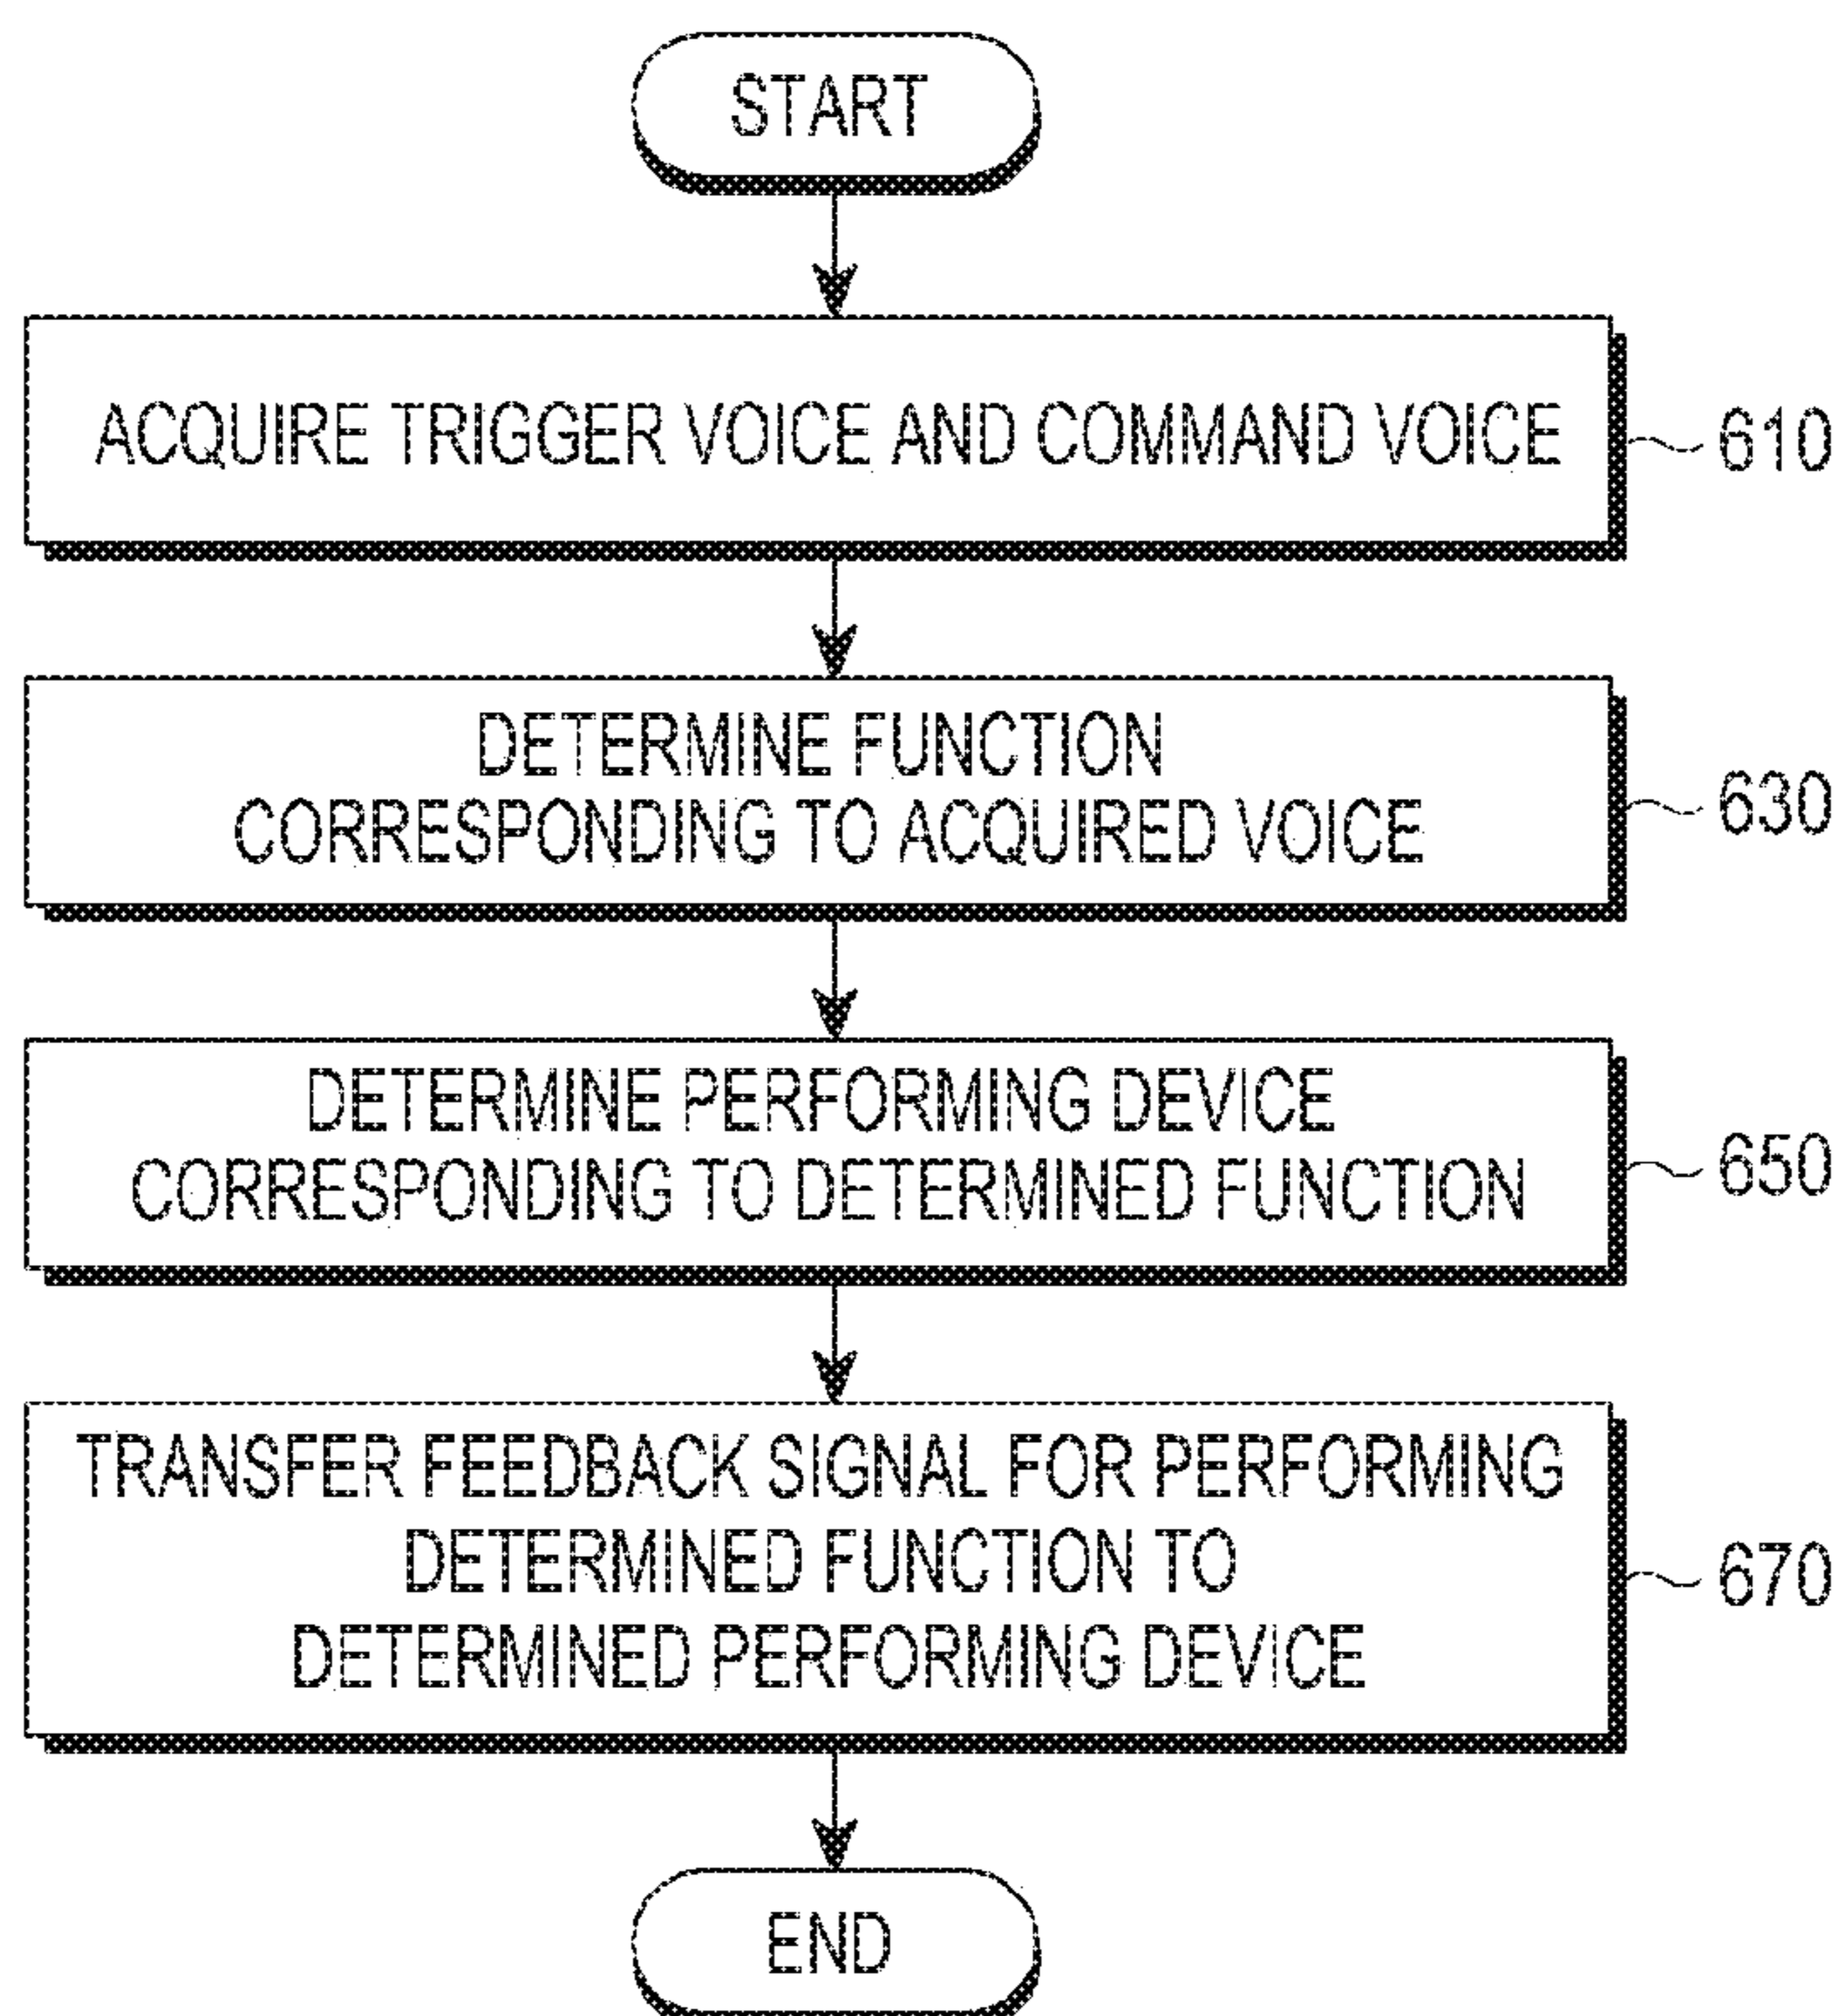 START
ACQUIRE TRIGGER VOICE AND COMMAND VOICE
610
DETERMINE FUNCTION
CORRESPONDING TO ACQUIRED VOICE
630
DETERMINE PERFORMING DEVICE
CORRESPONDING TO DETERMINED FUNCTION
650
TRANSFER FEEDBACK SIGNAL FOR PERFORMING
DETERMINED FUNCTION TO
DETERMINED PERFORMING DEVICE
670
END